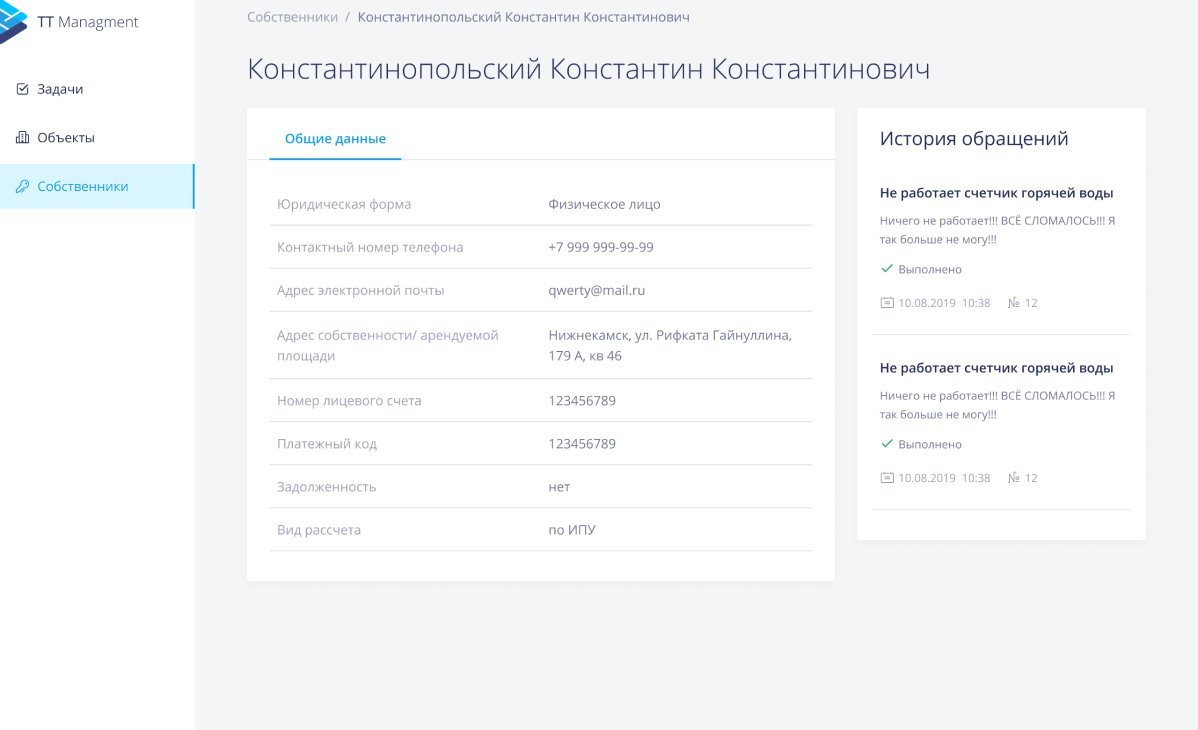 TT Managment
Задачи
Объекты
Собственники
Собственники / Константинопольский Константин Константинович
Константинопольский Константин Константинович
Общие данные
Юридическая форма Физическое лицо
Контактный номер телефона +7 999 999-99-99
Адрес электронной почты qwerty@mail.ru
Адрес собственности/ арендуемой Нижнекамск, ул. Рифката Гайнуллина,
площади 179 А, кв 46
Номер лицевого счета 123456789
Платежный код 123456789
Задолженность нет
Вид рассчета по ИПУ
История обращений
Не работает счетчик горячей воды
Ничего не работает!!! ВСЁ СЛОМАЛОСЬ!!! Я
так больше не могу!!!
Выполнено
10.08.2019 10:38 № 12
Не работает счетчик горячей воды
Ничего не работает!!! ВСЁ СЛОМАЛОСЬ!!! Я
так больше не могу!!!
Выполнено
10.08.2019 10:38 № 12